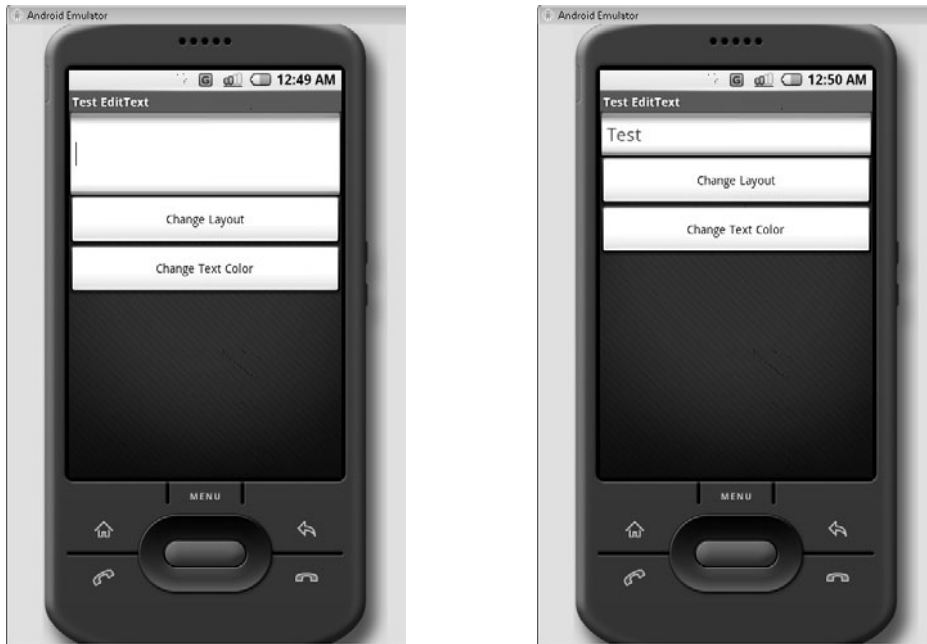 Android Emulator
G
12:49 AM
Test EditText
Change Layout
Change Text Color
MENU
Android Emulator
G
12:50 AM
Test EditText
Test
Change Layout
Change Text Color
MENU